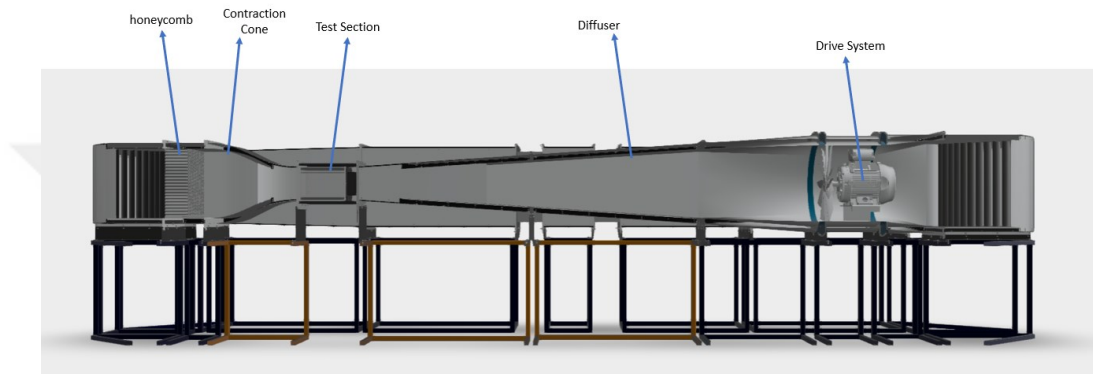 honeycomb
Contraction
Cone
Test Section
Diffuser
Drive System